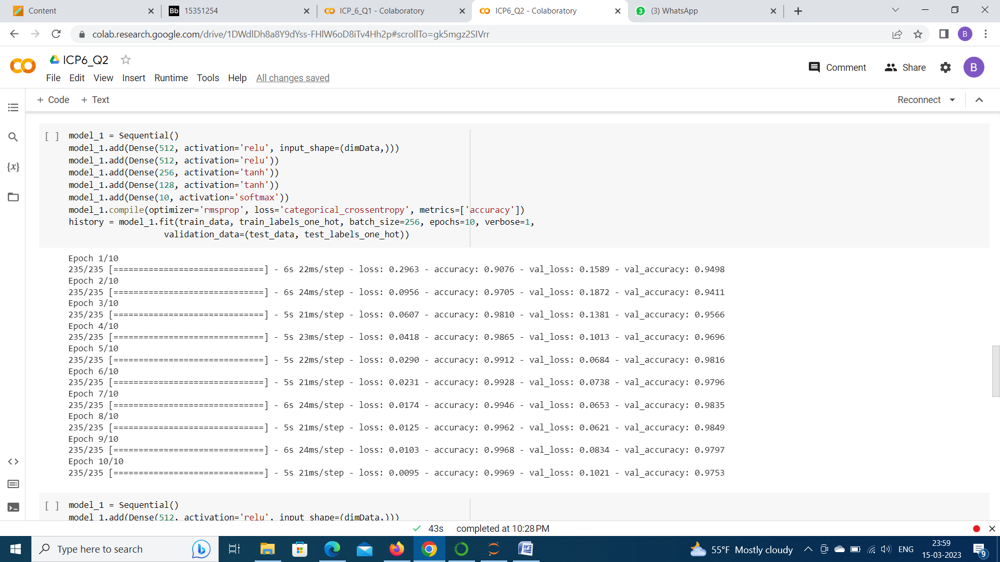 Content
Bb 15351254
ICP_6_Q1 - Colaboratory
ICP6_Q2 - Colaboratory
3 (3) WhatsApp
colab.research.google.com/drive/1DWdlDh8a8Y9dYss-FHlW6oD8iTv4Hh2p#scrollTo=gk5mgz2SIVrr
B
ICP6_Q2
Comment Share B
File Edit View Insert Runtime Tools Help All changes saved
+ Code + Text Reconnect
{x}
[ ] model_1 = Sequential()
model_1.add(Dense(512, activation='relu', input_shape=(dimData,)))
model_1.add(Dense(512, activation='relu'))
model_1.add(Dense(256, activation='tanh'))
model_1.add(Dense(128, activation='tanh'))
model_1.add(Dense(10, activation='softmax'))
model_1.compile(optimizer='rmsprop', loss='categorical_crossentropy', metrics=['accuracy'])
history = model_1.fit(train_data, train_labels_one_hot, batch_size=256, epochs=10, verbose=1,
validation_data=(test_data, test_labels_one_hot))
Epoch 1/10
235/235 [==============================] - 6s 22ms/step - loss: 0.2963 - accuracy: 0.9076 - val_loss: 0.1589 - val_accuracy: 0.9498
Epoch 2/10
235/235 [==============================] - 6s 24ms/step - loss: 0.0956 - accuracy: 0.9705 - val_loss: 0.1872 - val_accuracy: 0.9411
Epoch 3/10
235/235 [==============================] - 5s 21ms/step - loss: 0.0607 - accuracy: 0.9810 - val_loss: 0.1381 - val_accuracy: 0.9566
Epoch 4/10
235/235 [==============================] - 5s 23ms/step - loss: 0.0418 - accuracy: 0.9865 - val_loss: 0.1013 - val_accuracy: 0.9696
Epoch 5/10
235/235 [==============================] - 5s 22ms/step - loss: 0.0290 - accuracy: 0.9912 - val_loss: 0.0684 - val_accuracy: 0.9816
Epoch 6/10
235/235 [==============================] - 5s 21ms/step - loss: 0.0231 - accuracy: 0.9928 - val_loss: 0.0738 - val_accuracy: 0.9796
Epoch 7/10
235/235 [==============================] - 6s 24ms/step - loss: 0.0174 - accuracy: 0.9946 - val_loss: 0.0653 - val_accuracy: 0.9835
Epoch 8/10
235/235 [==============================] - 5s 21ms/step - loss: 0.0125 - accuracy: 0.9962 - val_loss: 0.0621 - val_accuracy: 0.9849
Epoch 9/10
235/235 [==============================] - 6s 24ms/step - loss: 0.0103 - accuracy: 0.9968 - val_loss: 0.0834 - val_accuracy: 0.9797
Epoch 10/10
235/235 [==============================] - 5s 21ms/step - loss: 0.0095 - accuracy: 0.9969 - val_loss: 0.1021 - val_accuracy: 0.9753
[ ] model_1 = Sequential()
model_1.add(Dense(512, activation='relu', input_shape=(dimData,)))
43s completed at 10:28 PM
Type here to search
55°F Mostly cloudy
ENG
23:59
15-03-2023
9